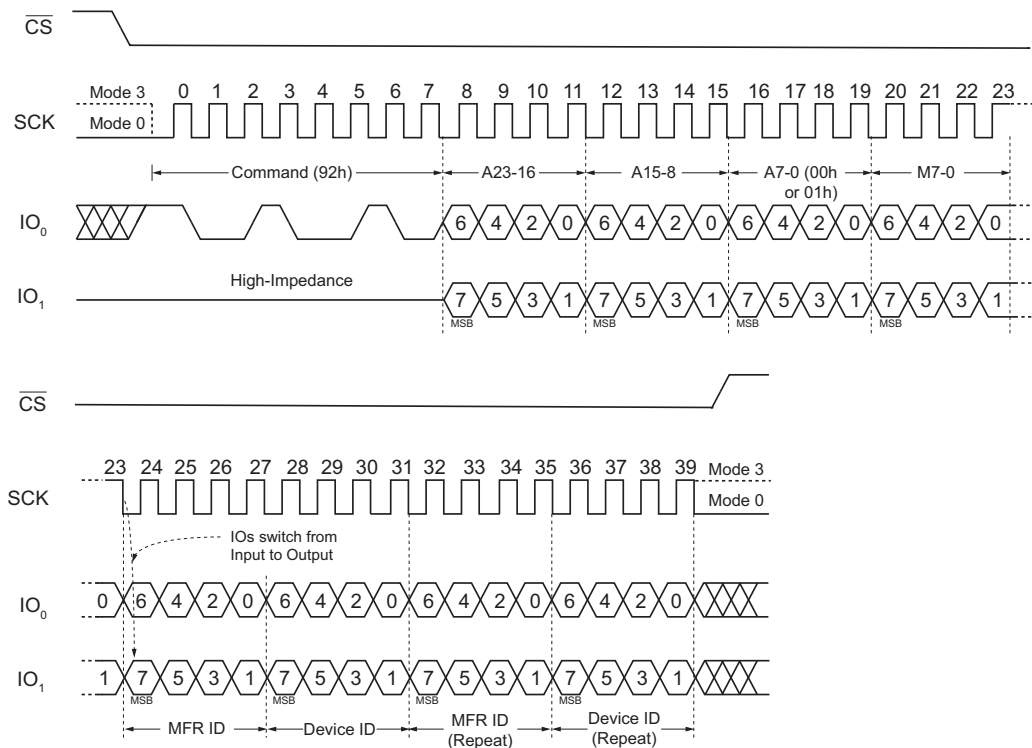 CS
Mode 3
0 1 2 3 4 5 6 7 8 9 10 11 12 13 14 15 16 17 18 19 20 21 22 23
SCK
Mode 0
Command (92h) A23-16 A15-8 A7-0 (00h or 01h) M7-0
IO0
6 4 2 0 6 4 2 0 6 4 2 0 6 4 2 0
High-Impedance
IO1
7 5 3 1 7 5 3 1 7 5 3 1 7 5 3 1
MSB MSB MSB MSB
CS
23 24 25 26 27 28 29 30 31 32 33 34 35 36 37 38 39
Mode 3
SCK
Mode 0
IOs switch from
Input to Output
IO0
0 6 4 2 0 6 4 2 0 6 4 2 0 6 4 2 0
IO1
1 7 5 3 1 7 5 3 1 7 5 3 1 7 5 3 1
MSB MSB MSB MSB
MFR ID Device ID MFR ID (Repeat) Device ID (Repeat)